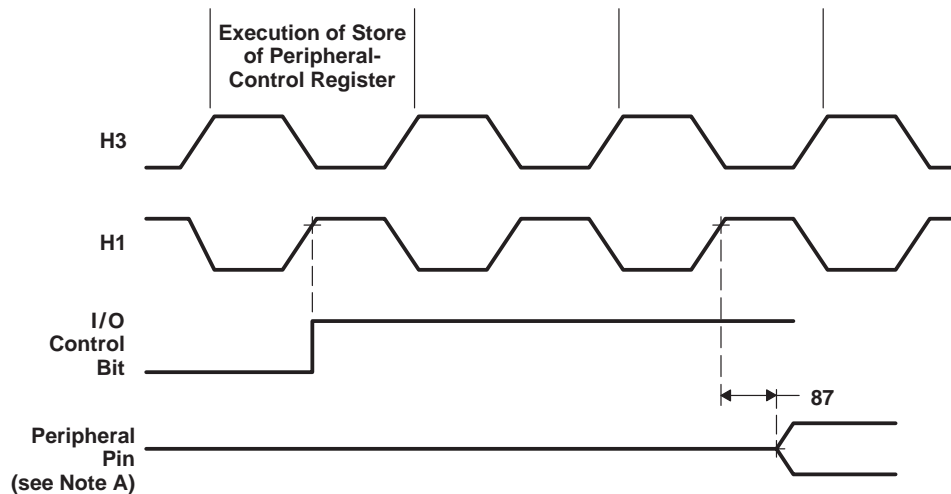 Execution of Store
of Peripheral-
Control Register
H3
H1
I/O
Control
Bit
87
Peripheral
Pin
(see Note A)